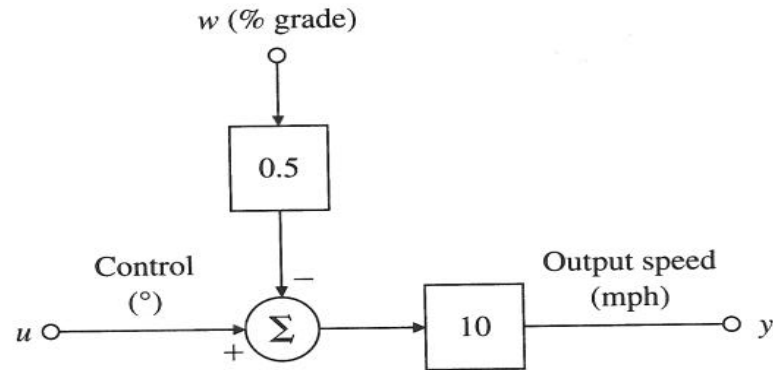 w (% grade)
0.5
Control
(°)
−
Output speed
(mph)
u
+
Σ
10
y